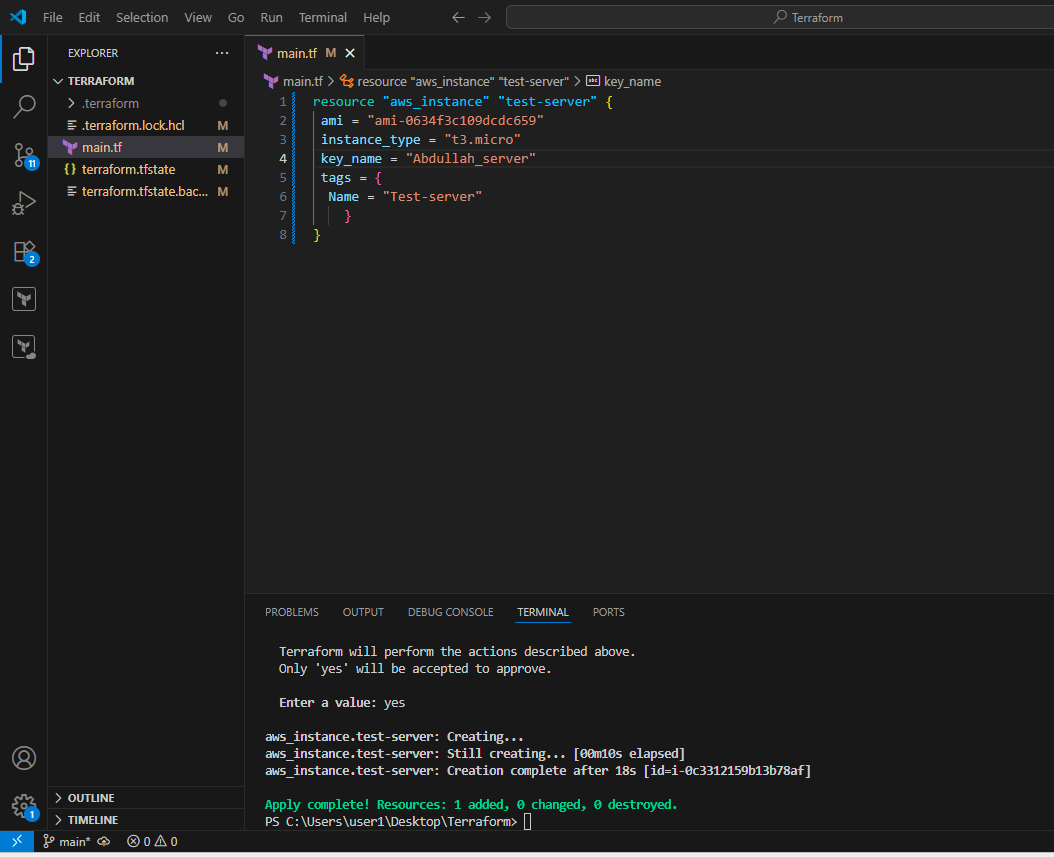 File Edit Selection View Go Run Terminal Help
Terraform
EXPLORER
TERRAFORM
.terraform
.terraform.lock.hcl M
main.tf M
terraform.tfstate M
terraform.tfstate.bac... M
11
2
main.tf M
main.tf > resource "aws_instance" "test-server" > key_name
1 resource "aws_instance" "test-server" {
2 ami = "ami-0634f3c109dcdc659"
3 instance_type = "t3.micro"
4 key_name = "Abdullah_server"
5 tags = {
6 Name = "Test-server"
7 }
8 }
PROBLEMS OUTPUT DEBUG CONSOLE TERMINAL PORTS
Terraform will perform the actions described above.
Only 'yes' will be accepted to approve.
Enter a value: yes
aws_instance.test-server: Creating...
aws_instance.test-server: Still creating... [00m10s elapsed]
aws_instance.test-server: Creation complete after 18s [id=i-0c3312159b13b78af]
Apply complete! Resources: 1 added, 0 changed, 0 destroyed.
PS C:\Users\user1\Desktop\Terraform>
OUTLINE
TIMELINE
1
main* 0 0